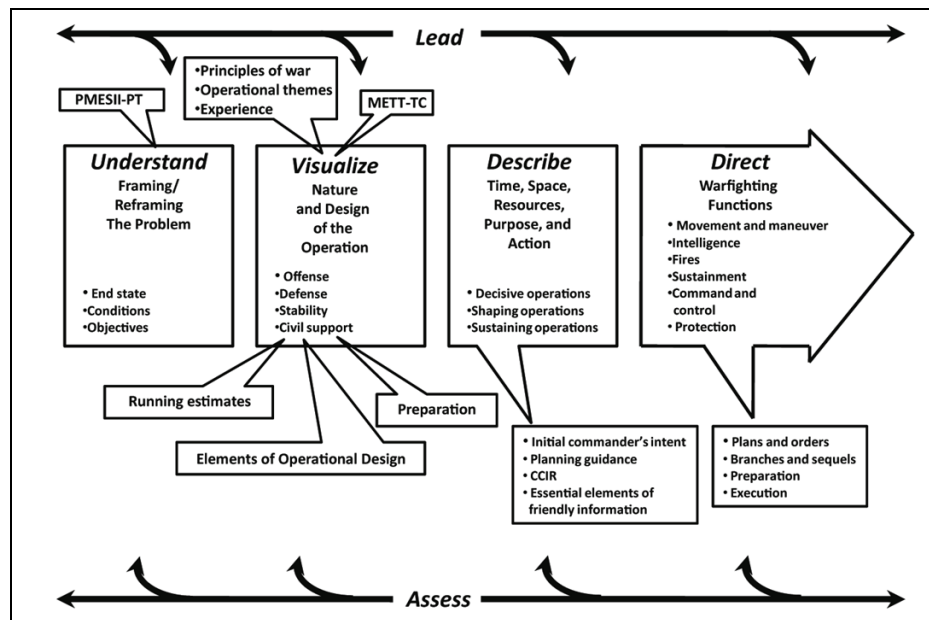 Lead
• Principles of war
•Operational themes
•Experience
PMESII-PT
METT-TC
Understand
Framing/
Reframing
The Problem
• End state
•Conditions
•Objectives
Visualize
Nature
and Design
of the
Operation
• Offense
•Defense
•Stability
•Civil support
Describe
Time, Space,
Resources,
Purpose, and
Action
• Decisive operations
•Shaping operations
•Sustaining operations
Direct
Warfighting
Functions
• Movement and maneuver
•Intelligence
•Fires
•Sustainment
•Command and
control
• Protection
Running estimates
Preparation
Elements of Operational Design
• Initial commander's intent
• Planning guidance
• CCIR
• Essential elements of
friendly information
• Plans and orders
• Branches and sequels
• Preparation
• Execution
Assess